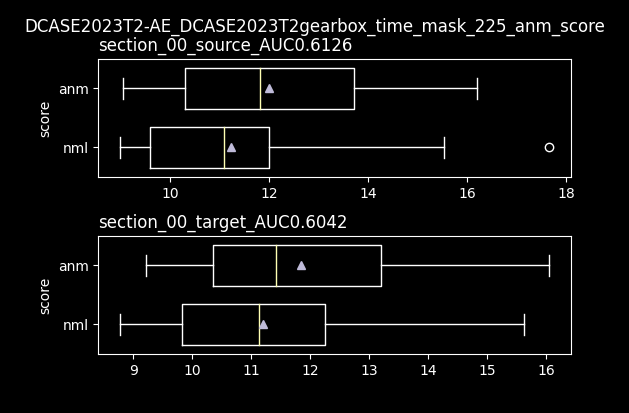 DCASE2023T2-AE_DCASE2023T2gearbox_time_mask_225_anm_score
section_00_source_AUC0.6126
score
anm
nml
10 12 14 16 18
section_00_target_AUC0.6042
score
anm
nml
9 10 11 12 13 14 15 16